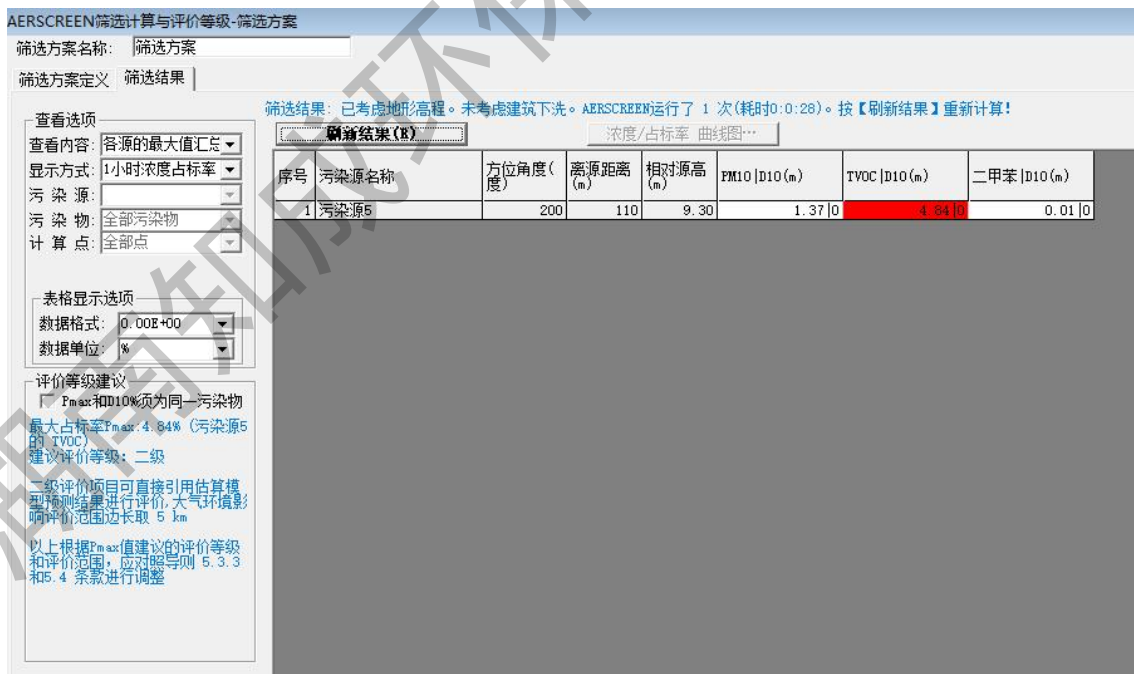 AERSCREEN筛选计算与评价等级-筛选方案
筛选方案名称: 筛选方案
筛选方案定义 筛选结果
筛选结果: 已考虑地形高程。未考虑建筑下洗。AERSCREEN运行了 1 次(耗时0:0:28)。按【刷新结果】重新计算!
刷新结果(R) 浓度/占标率 曲线图…
查看选项
查看内容: 各源的最大值汇总
显示方式: 1小时浓度占标率
污 染 源:
污 染 物: 全部污染物
计 算 点: 全部点
序号 污染源名称 方位角度(度) 离源距离(m) 相对源高(m) PM10|D10(m) TVOC|D10(m) 二甲苯|D10(m)
1 污染源5 200 110 9.30 1.37|0 4.84|0 0.01|0
表格显示选项
数据格式: 0.00E+00
数据单位: %
评价等级建议
Pmax和D10%须为同一污染物
最大占标率Pmax:4.84% (污染源5
的 TVOC)
建议评价等级: 二级
二级评价项目可直接引用估算模
型预测结果进行评价,大气环境影
响评价范围边长取 5 km
以上根据Pmax值建议的评价等级
和评价范围, 应对照导则 5.3.3
和5.4 条款进行调整
湖南知成环保